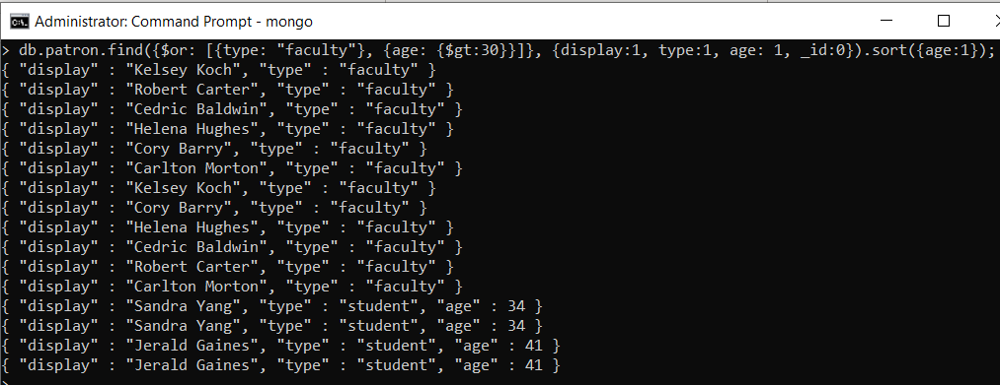 Administrator: Command Prompt - mongo
> db.patron.find({$or: [{type: "faculty"}, {age: {$gt:30}}]}, {display:1, type:1, age: 1, _id:0}).sort({age:1});
{ "display" : "Kelsey Koch", "type" : "faculty" }
{ "display" : "Robert Carter", "type" : "faculty" }
{ "display" : "Cedric Baldwin", "type" : "faculty" }
{ "display" : "Helena Hughes", "type" : "faculty" }
{ "display" : "Cory Barry", "type" : "faculty" }
{ "display" : "Carlton Morton", "type" : "faculty" }
{ "display" : "Kelsey Koch", "type" : "faculty" }
{ "display" : "Cory Barry", "type" : "faculty" }
{ "display" : "Helena Hughes", "type" : "faculty" }
{ "display" : "Cedric Baldwin", "type" : "faculty" }
{ "display" : "Robert Carter", "type" : "faculty" }
{ "display" : "Carlton Morton", "type" : "faculty" }
{ "display" : "Sandra Yang", "type" : "student", "age" : 34 }
{ "display" : "Sandra Yang", "type" : "student", "age" : 34 }
{ "display" : "Jerald Gaines", "type" : "student", "age" : 41 }
{ "display" : "Jerald Gaines", "type" : "student", "age" : 41 }